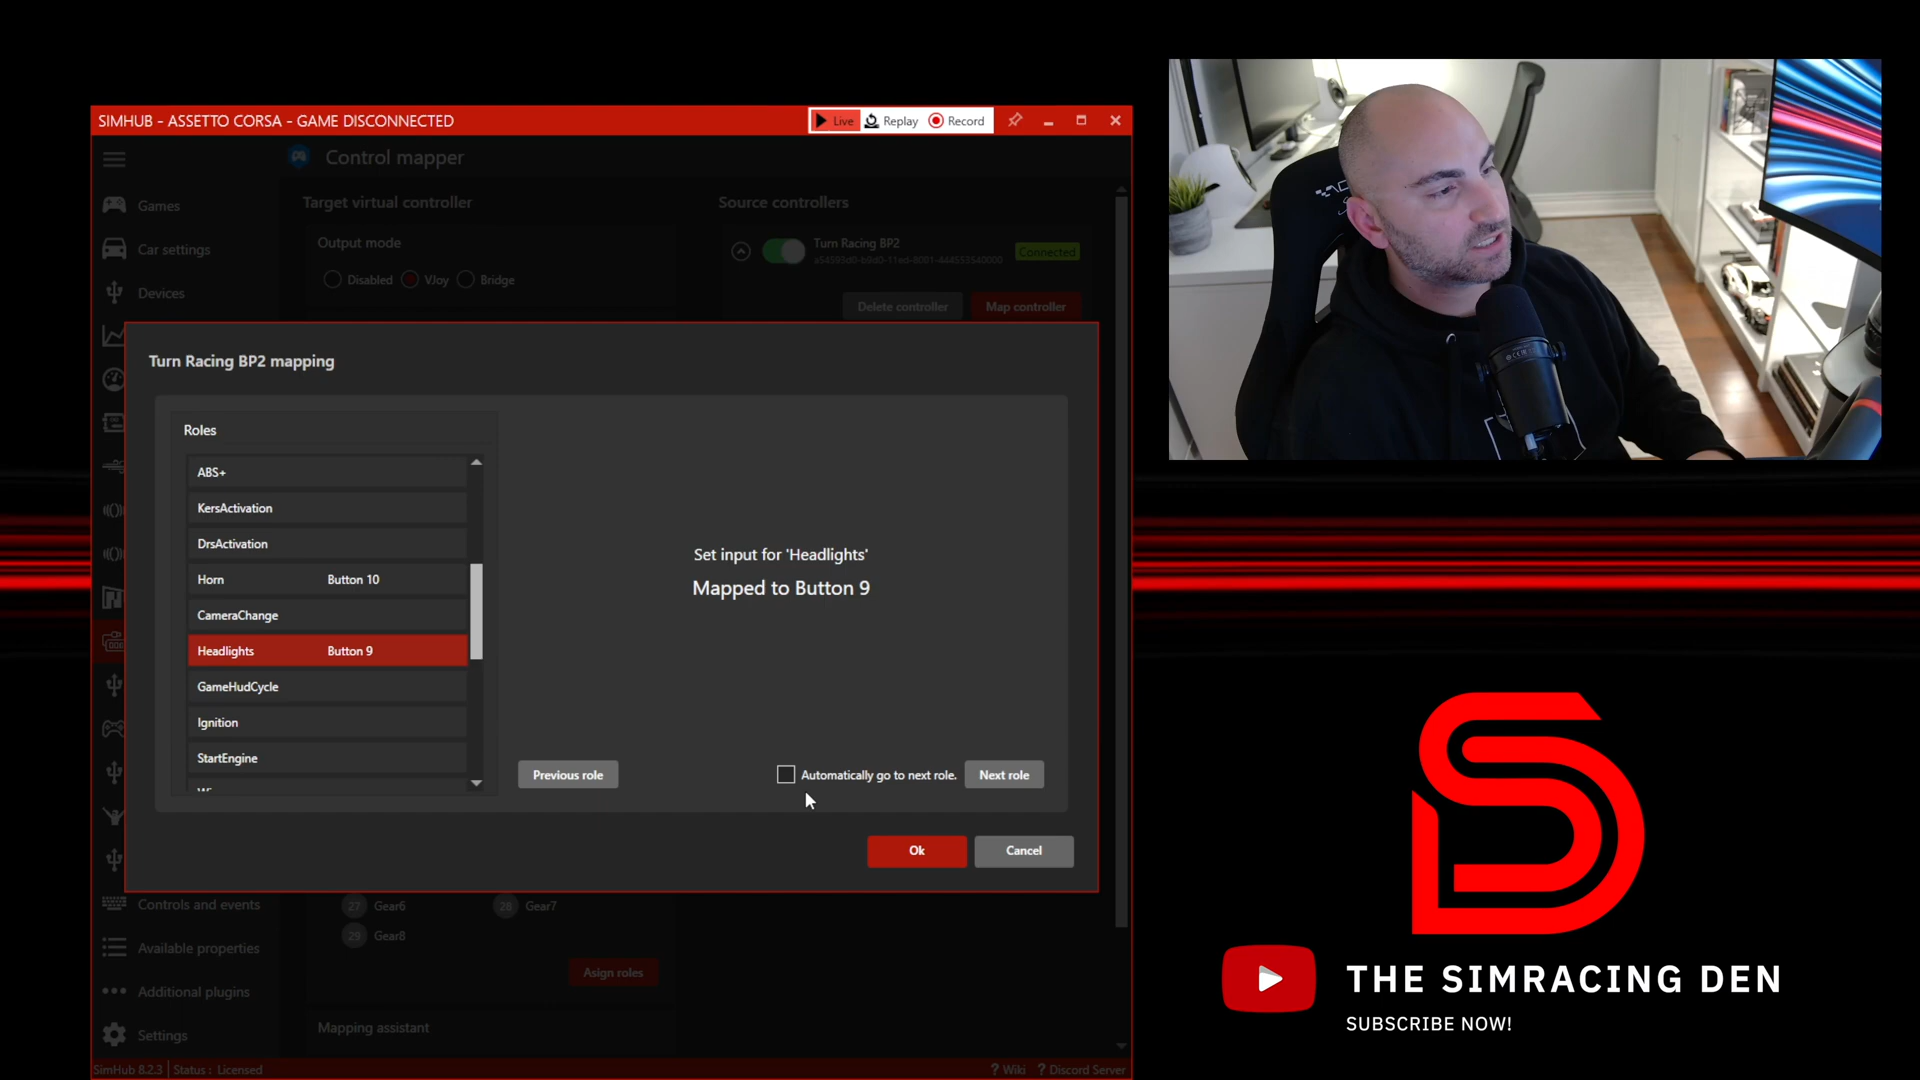 SIMHUB - ASSETTO CORSA - GAME DISCONNECTED
Live
Replay
Record
Control mapper
Games
Car settings
Devices
Target virtual controller
Output mode
Disabled
VJoy
Bridge
Source controllers
Turn Racing BP2
Connected
Delete controller
Map controller
Turn Racing BP2 mapping
Roles
ABS+
KersActivation
DrsActivation
Horn Button 10
CameraChange
Headlights Button 9
GameHudCycle
Ignition
StartEngine
Set input for 'Headlights'
Mapped to Button 9
Previous role
Automatically go to next role.
Next role
Ok
Cancel
27 Gear6
28 Gear7
29 Gear8
Asign roles
Mapping assistant
Controls and events
Available properties
Additional plugins
Settings
SimHub 8.2.3 | Status : Licensed
? Wiki
? Discord Server
THE SIMRACING DEN
SUBSCRIBE NOW!